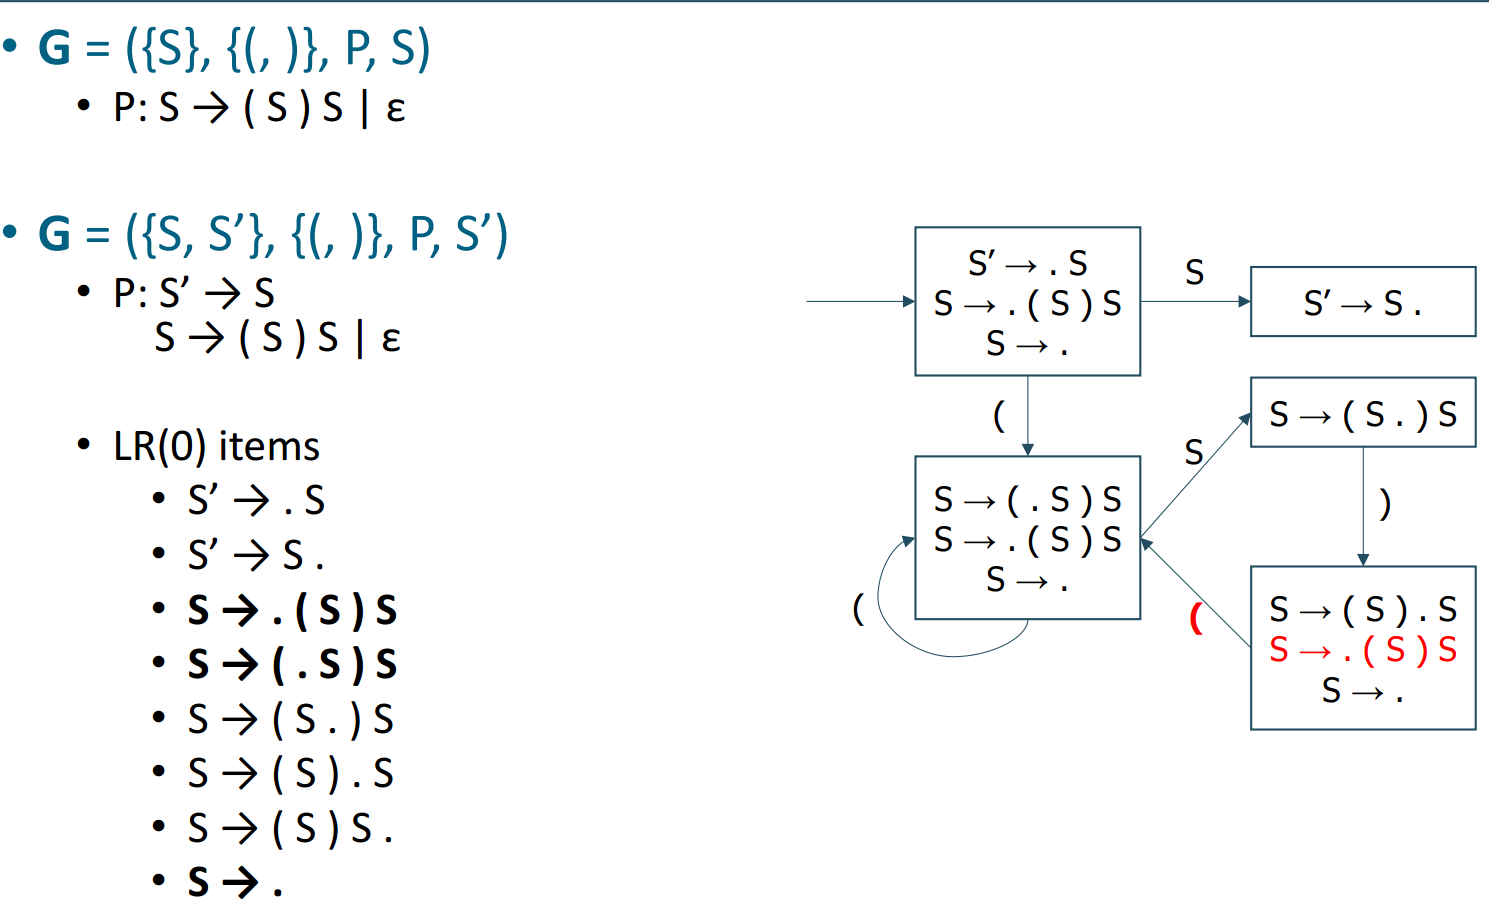 • G = ({S}, {(, )}, P, S)
• P: S → ( S ) S | ε
• G = ({S, S’}, {(, )}, P, S’)
• P: S’ → S
S → ( S ) S | ε
• LR(0) items
• S’ → . S
• S’ → S .
• S → . ( S ) S
• S → ( . S ) S
• S → ( S . ) S
• S → ( S ) . S
• S → ( S ) S .
• S → .
S’ → . S
S → . ( S ) S
S → .
S
S’ → S .
(
S → ( . S ) S
S → . ( S ) S
S → .
(
S
S → ( S . ) S
)
S → ( S ) . S
S → . ( S ) S
S → .
(